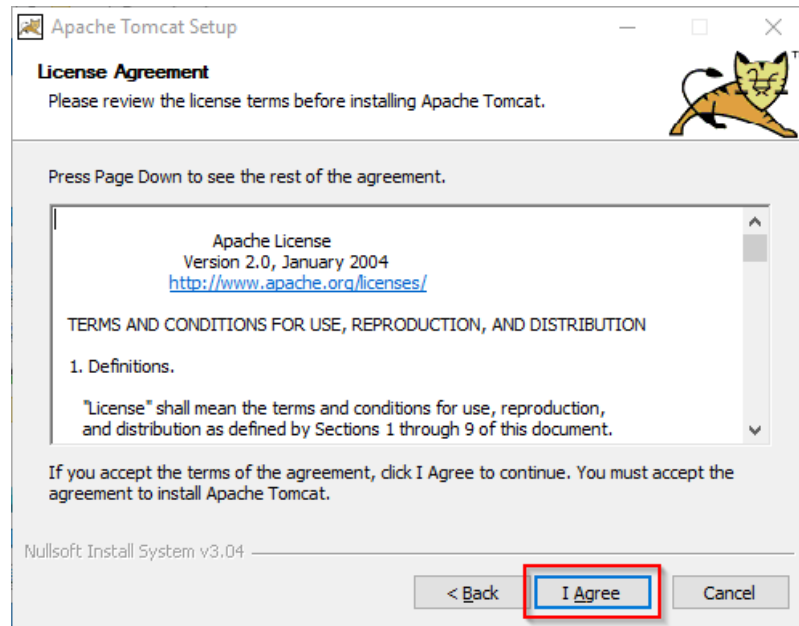 Apache Tomcat Setup
License Agreement
Please review the license terms before installing Apache Tomcat.
Press Page Down to see the rest of the agreement.
Apache License
Version 2.0, January 2004
http://www.apache.org/licenses/
TERMS AND CONDITIONS FOR USE, REPRODUCTION, AND DISTRIBUTION
1. Definitions.
"License" shall mean the terms and conditions for use, reproduction,
and distribution as defined by Sections 1 through 9 of this document.
If you accept the terms of the agreement, click I Agree to continue. You must accept the
agreement to install Apache Tomcat.
Nullsoft Install System v3.04
< Back I Agree Cancel